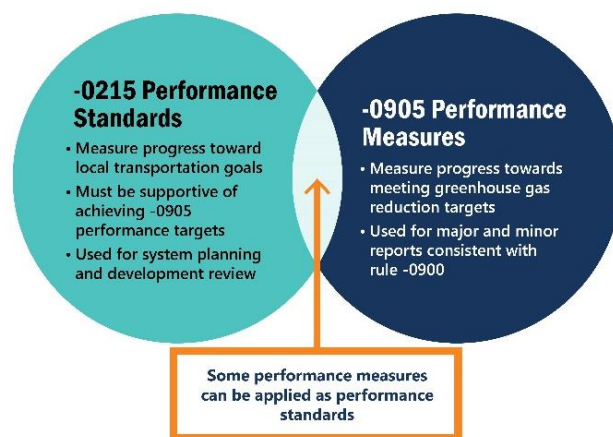 -0215 Performance
Standards
• Measure progress toward
local transportation goals
• Must be supportive of
achieving -0905
performance targets
• Used for system planning
and development review
-0905 Performance
Measures
• Measure progress towards
meeting greenhouse gas
reduction targets
• Used for major and minor
reports consistent with
rule -0900
Some performance measures
can be applied as performance
standards